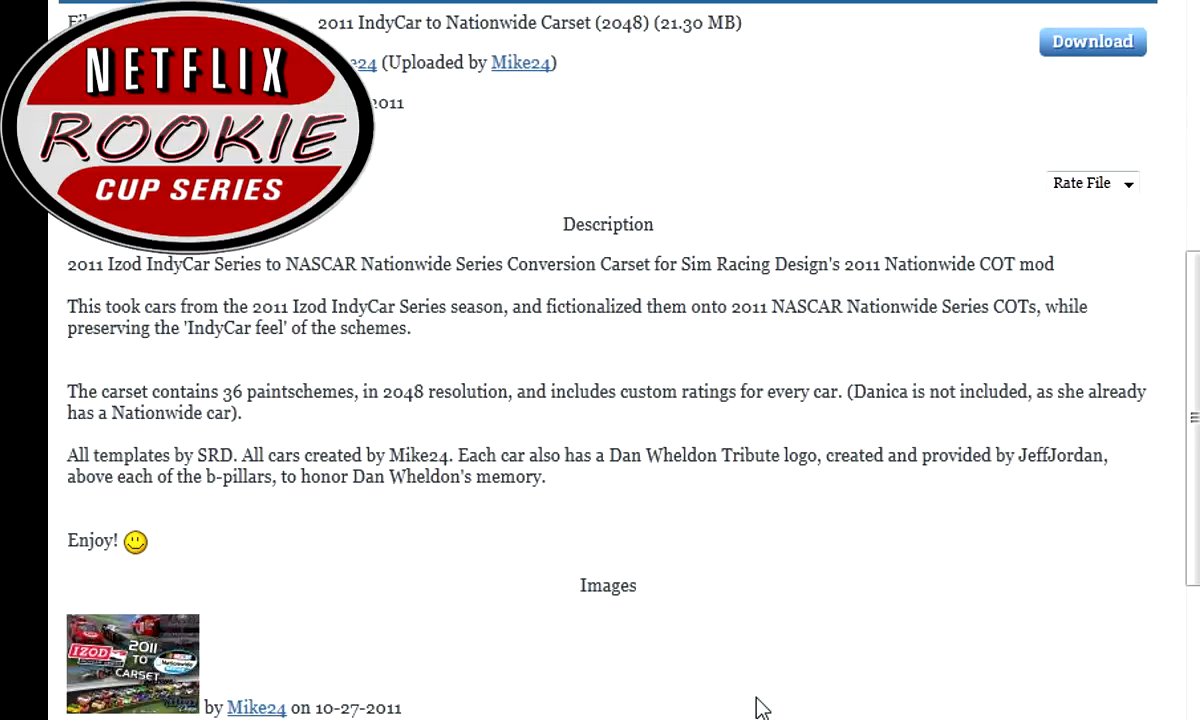 2011 IndyCar to Nationwide Carset (2048) (21.30 MB)
Download
e24 (Uploaded by Mike24)
2011
NETFLIX
ROOKIE
CUP SERIES
Rate File
Description
2011 Izod IndyCar Series to NASCAR Nationwide Series Conversion Carset for Sim Racing Design's 2011 Nationwide COT mod
This took cars from the 2011 Izod IndyCar Series season, and fictionalized them onto 2011 NASCAR Nationwide Series COTs, while
preserving the 'IndyCar feel' of the schemes.
The carset contains 36 paintschemes, in 2048 resolution, and includes custom ratings for every car. (Danica is not included, as she already
has a Nationwide car).
All templates by SRD. All cars created by Mike24. Each car also has a Dan Wheldon Tribute logo, created and provided by JeffJordan,
above each of the b-pillars, to honor Dan Wheldon's memory.
Enjoy!
Images
2011
IZOD
TO
Nationwide
CARSET
by Mike24 on 10-27-2011